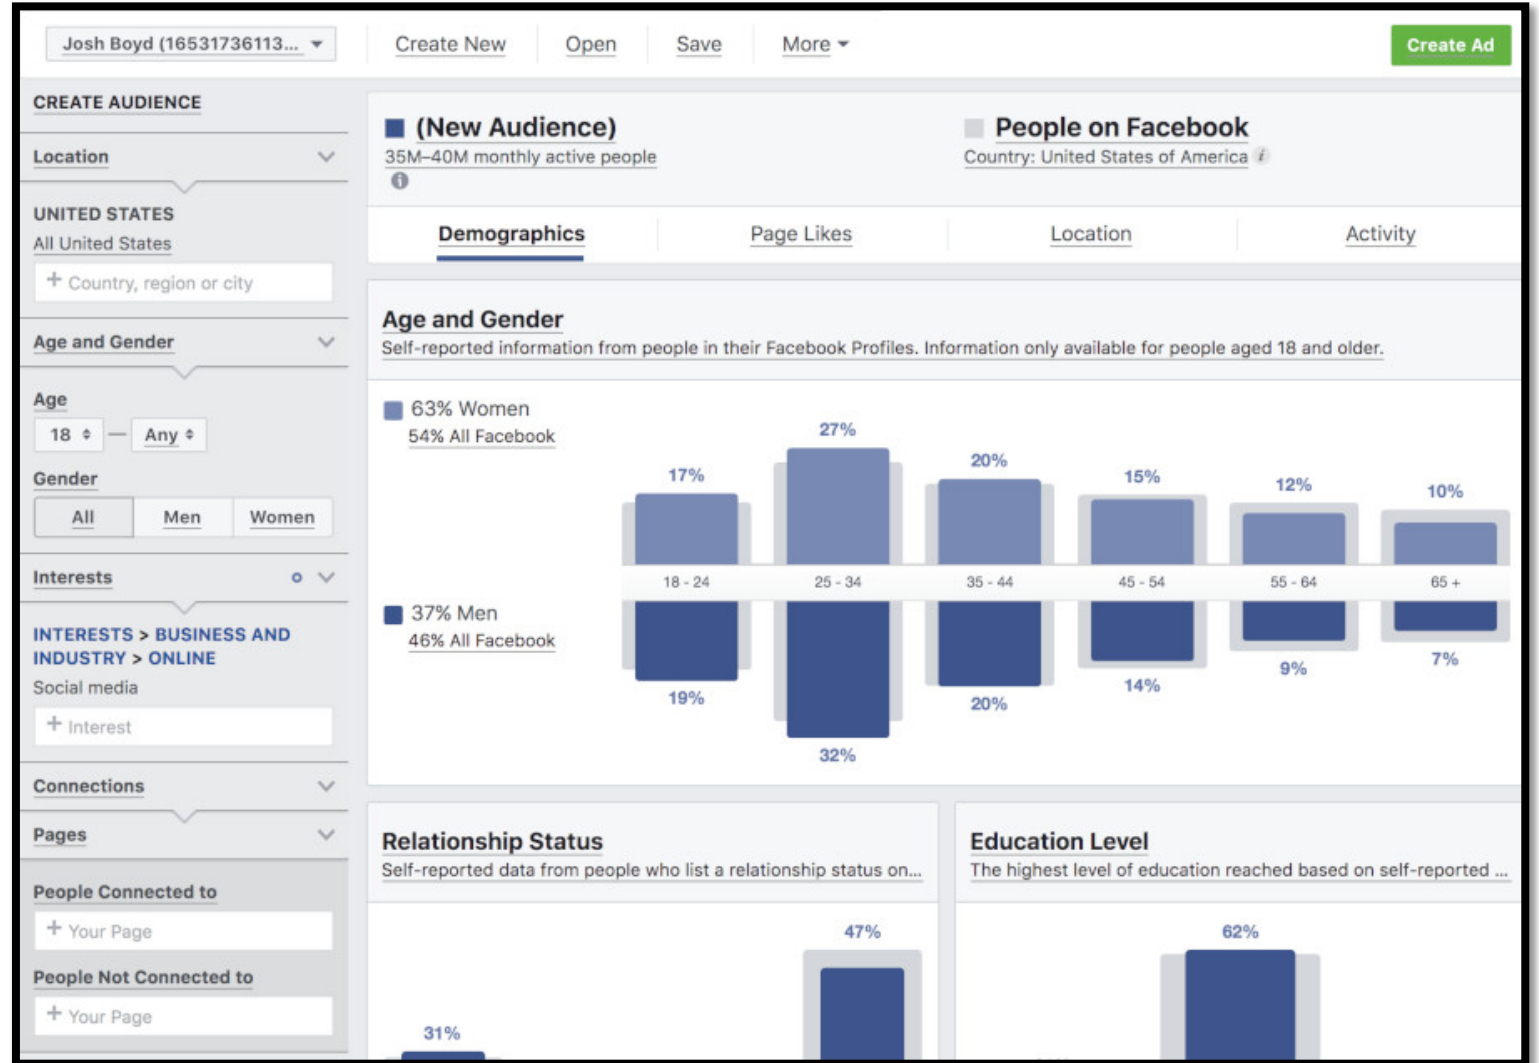 Josh Boyd (16531736113...
Create New
Open
Save
More
Create Ad
CREATE AUDIENCE
Location
UNITED STATES
All United States
+ Country, region or city
Age and Gender
Age
18 — Any
Gender
All Men Women
Interests
INTERESTS > BUSINESS AND
INDUSTRY > ONLINE
Social media
+ Interest
Connections
Pages
People Connected to
+ Your Page
People Not Connected to
+ Your Page
(New Audience)
35M–40M monthly active people
People on Facebook
Country: United States of America
Demographics
Page Likes
Location
Activity
Age and Gender
Self-reported information from people in their Facebook Profiles. Information only available for people aged 18 and older.
63% Women
54% All Facebook
17%
27%
20%
15%
12%
10%
18 - 24
25 - 34
35 - 44
45 - 54
55 - 64
65 +
37% Men
46% All Facebook
19%
32%
20%
14%
9%
7%
Relationship Status
Self-reported data from people who list a relationship status on...
31%
47%
Education Level
The highest level of education reached based on self-reported ...
62%